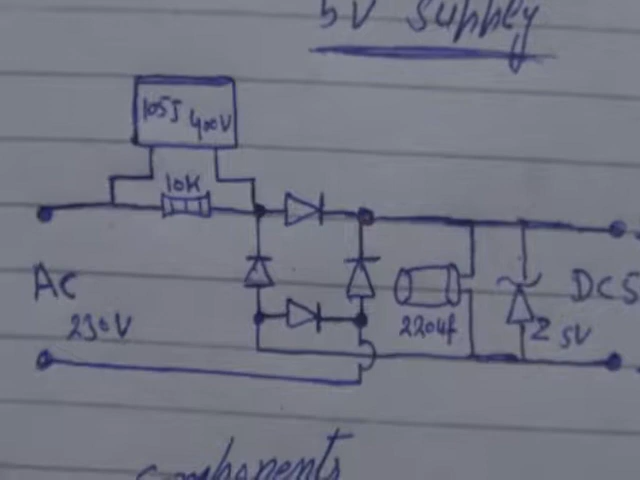 5V Supply
105J 400V
10K
AC
230V
220uf
DC5
Z 5V
components